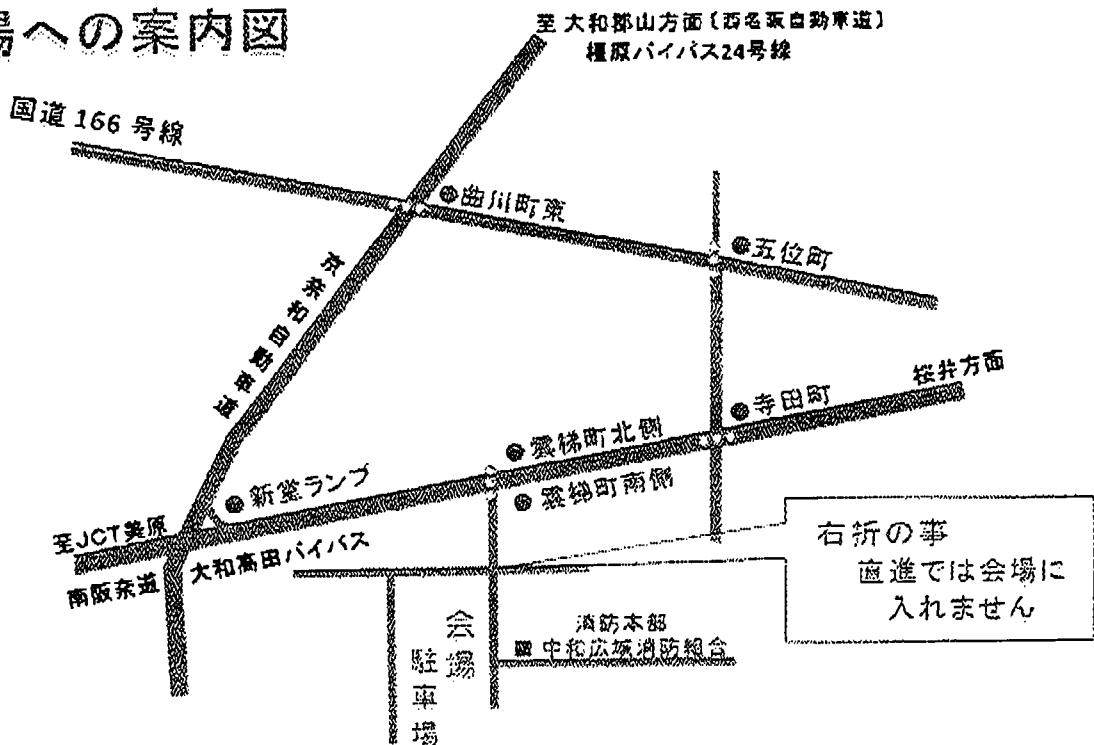 場への案内図
至 大和郡山方面(西名阪自動車道)
橿原バイパス24号線
国道 166 号線
曲川町東
五位町
京奈和自動車道
桜井方面
寺田町
雲梯町北側
雲梯町南側
新堂ランプ
至JCT美原
南阪奈道
大和高田バイパス
右折の事
直進では会場に
入れません
会場
駐車場
消防本部
中和広域消防組合